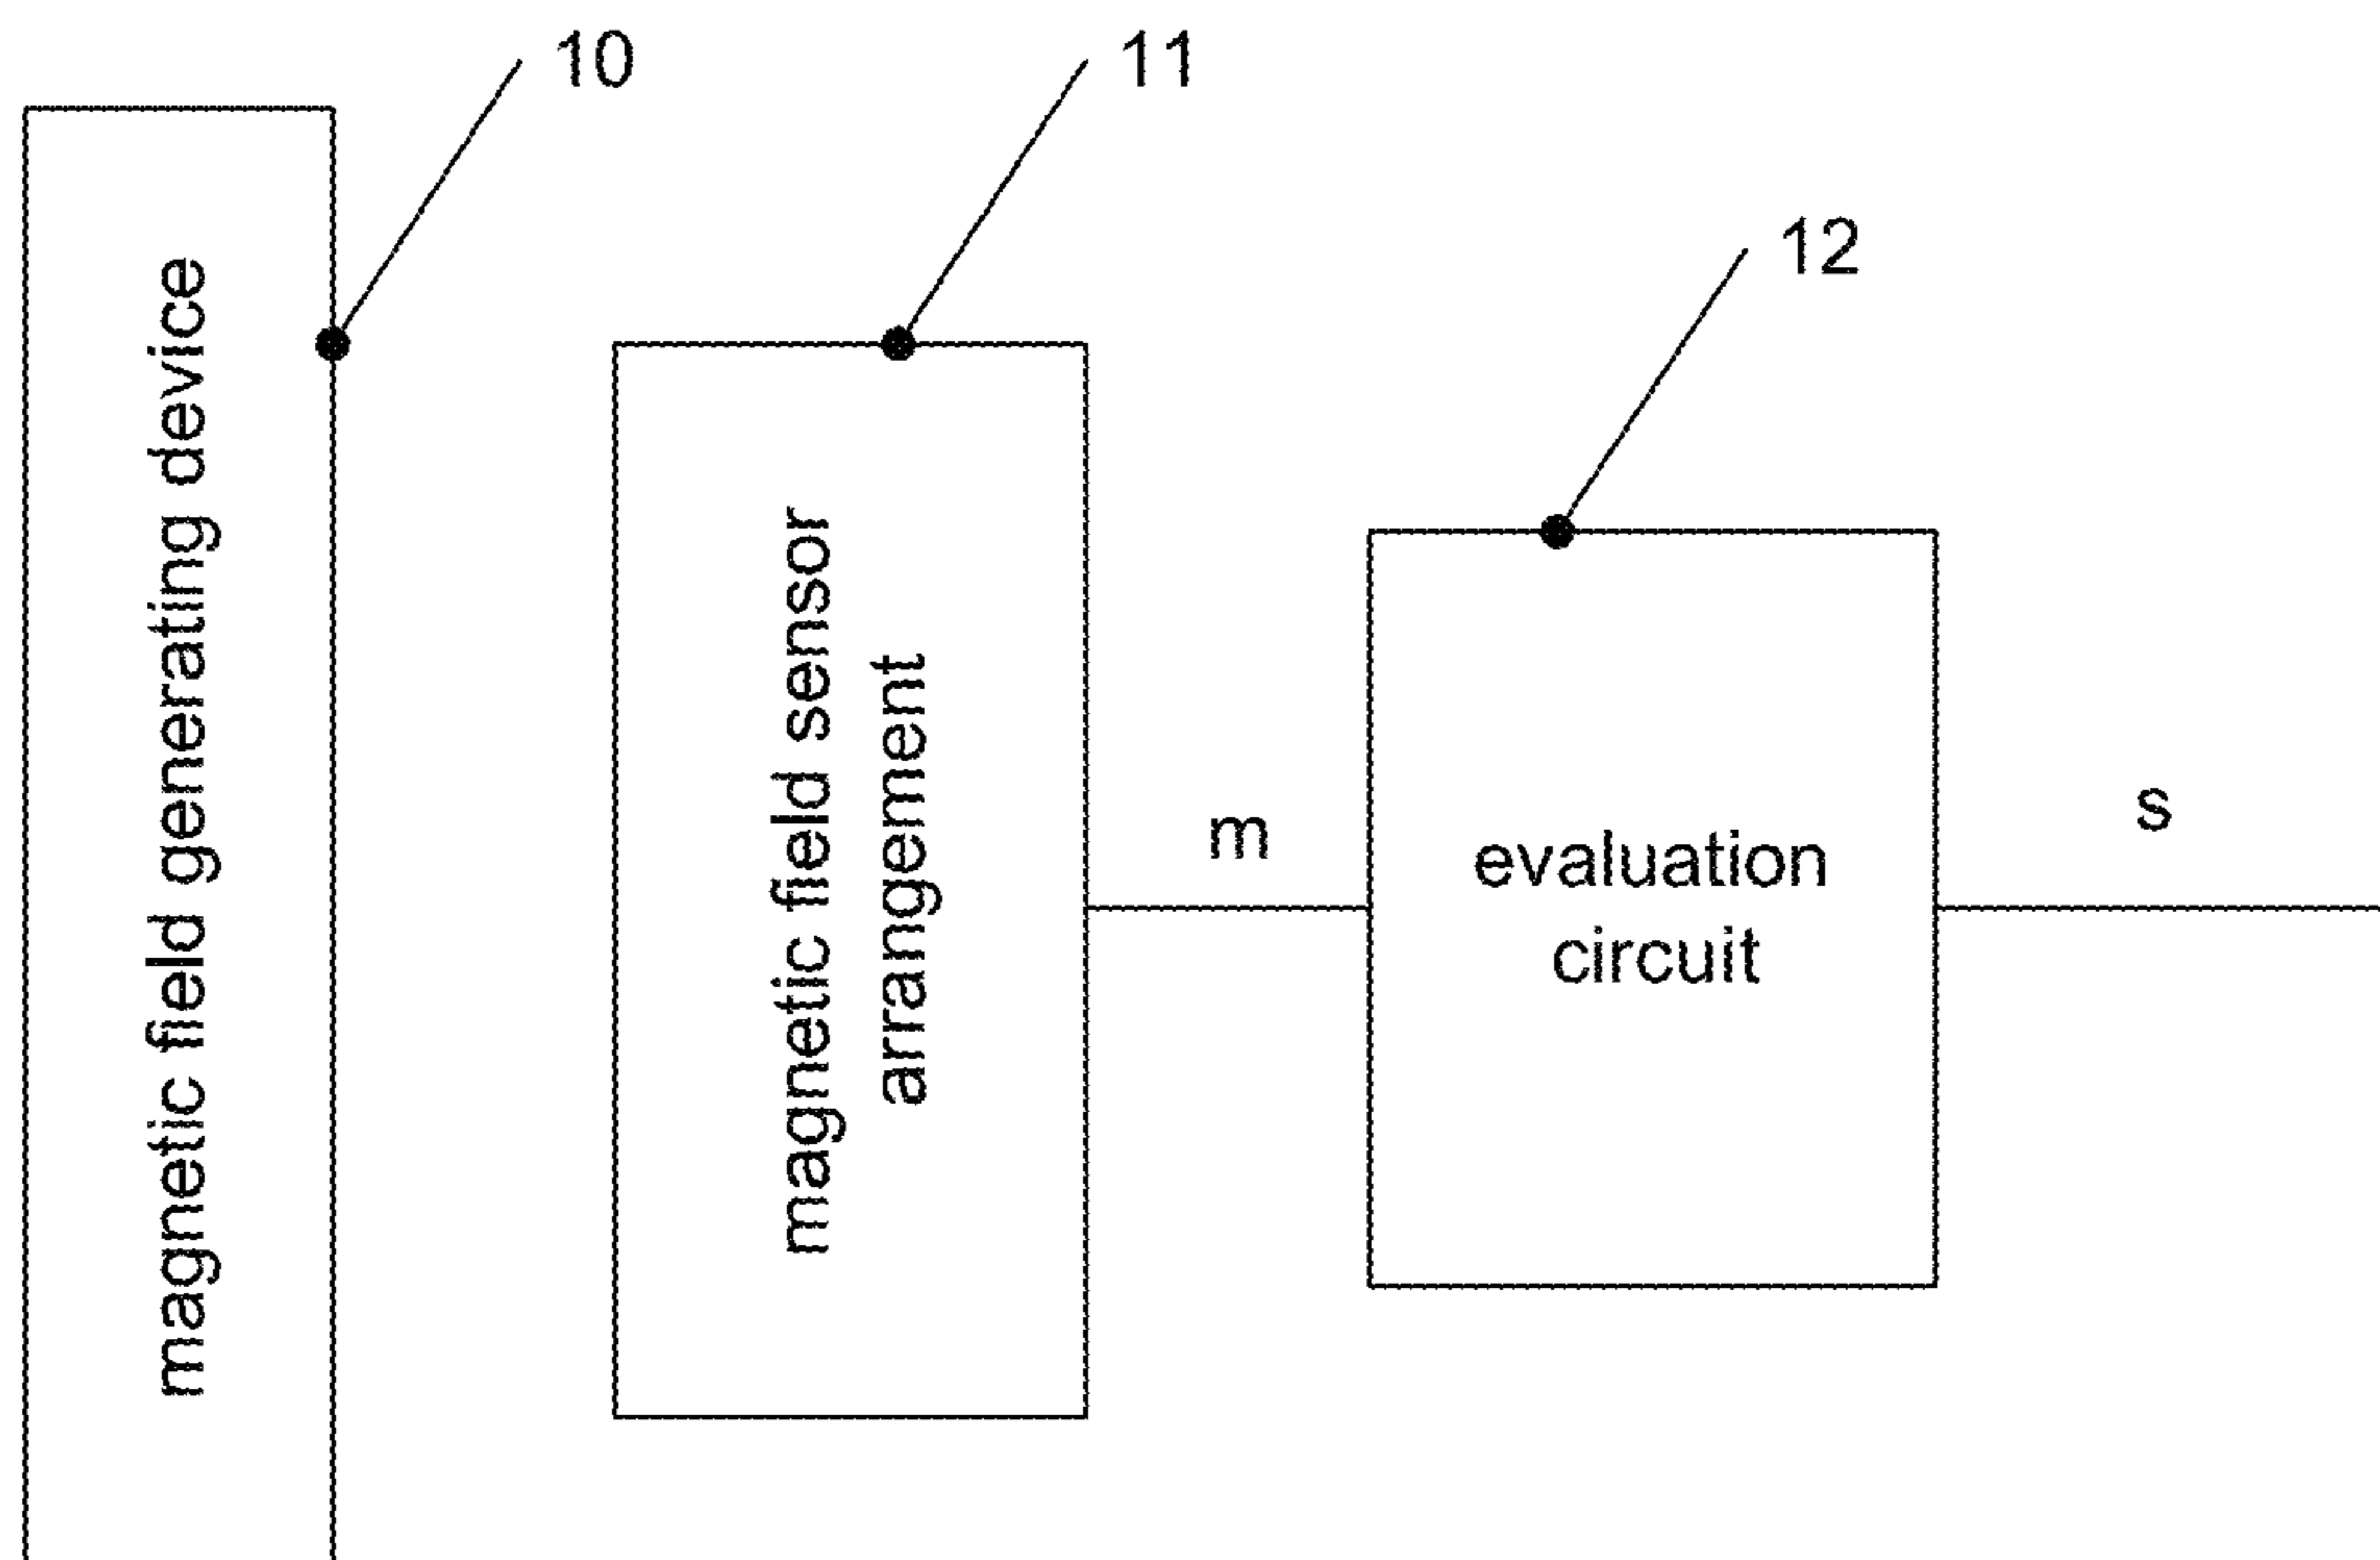 10
11
12
magnetic field generating device
magnetic field sensor
arrangement
m
evaluation
circuit
s